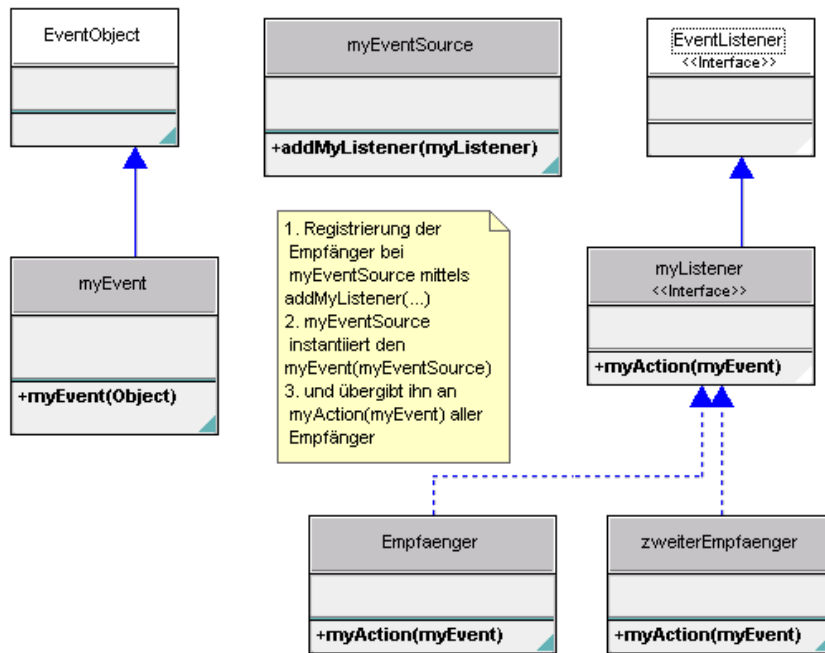 EventObject
myEventSource
+addMyListener(myListener)
EventListener
<<Interface>>
myEvent
+myEvent(Object)
1. Registrierung der
Empfänger bei
myEventSource mittels
addMyListener(...)
2. myEventSource
instantiiert den
myEvent(myEventSource)
3. und übergibt ihn an
myAction(myEvent) aller
Empfänger
myListener
<<Interface>>
+myAction(myEvent)
Empfaenger
+myAction(myEvent)
zweiterEmpfaenger
+myAction(myEvent)